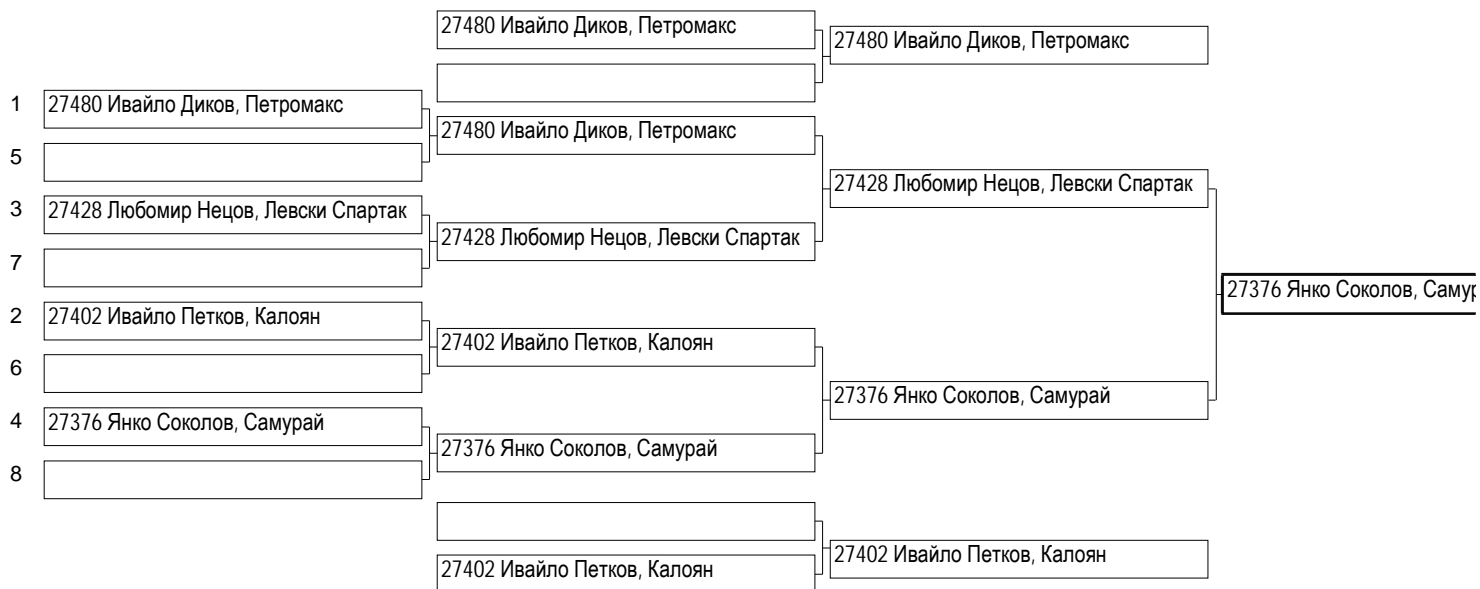 27480 Ивайло Диков, Петромакс
27480 Ивайло Диков, Петромакс
1 27480 Ивайло Диков, Петромакс
27480 Ивайло Диков, Петромакс
5
27428 Любомир Нецов, Левски Спартак
3 27428 Любомир Нецов, Левски Спартак
27428 Любомир Нецов, Левски Спартак
7
27376 Янко Соколов, Саму
2 27402 Ивайло Петков, Калоян
27402 Ивайло Петков, Калоян
6
27376 Янко Соколов, Самурай
4 27376 Янко Соколов, Самурай
27376 Янко Соколов, Самурай
8
27402 Ивайло Петков, Калоян
27402 Ивайло Петков, Калоян